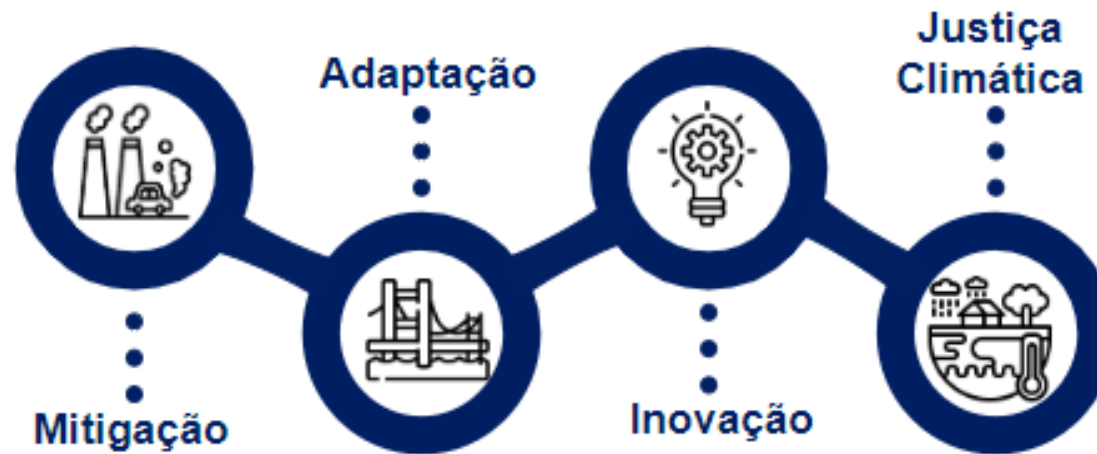 Mitigação
Adaptação
Inovação
Justiça
Climática